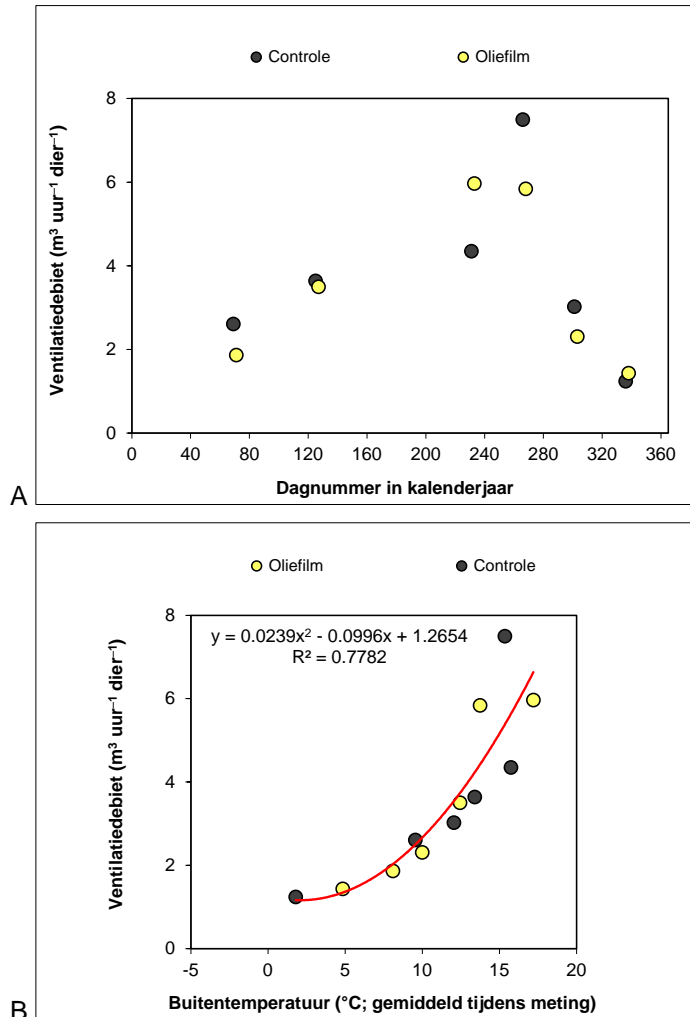 Controle Oliefilm
8
6
4
2
0
Ventilatiedebiet (m³ uur⁻¹ dier⁻¹)
0 40 80 120 160 200 240 280 320 360
Dagnummer in kalenderjaar
A
Oliefilm Controle
y = 0.0239x² - 0.0996x + 1.2654
R² = 0.7782
8
6
4
2
0
Ventilatiedebiet (m³ uur⁻¹ dier⁻¹)
-5 0 5 10 15 20
Buitentemperatuur (°C; gemiddeld tijdens meting)
B